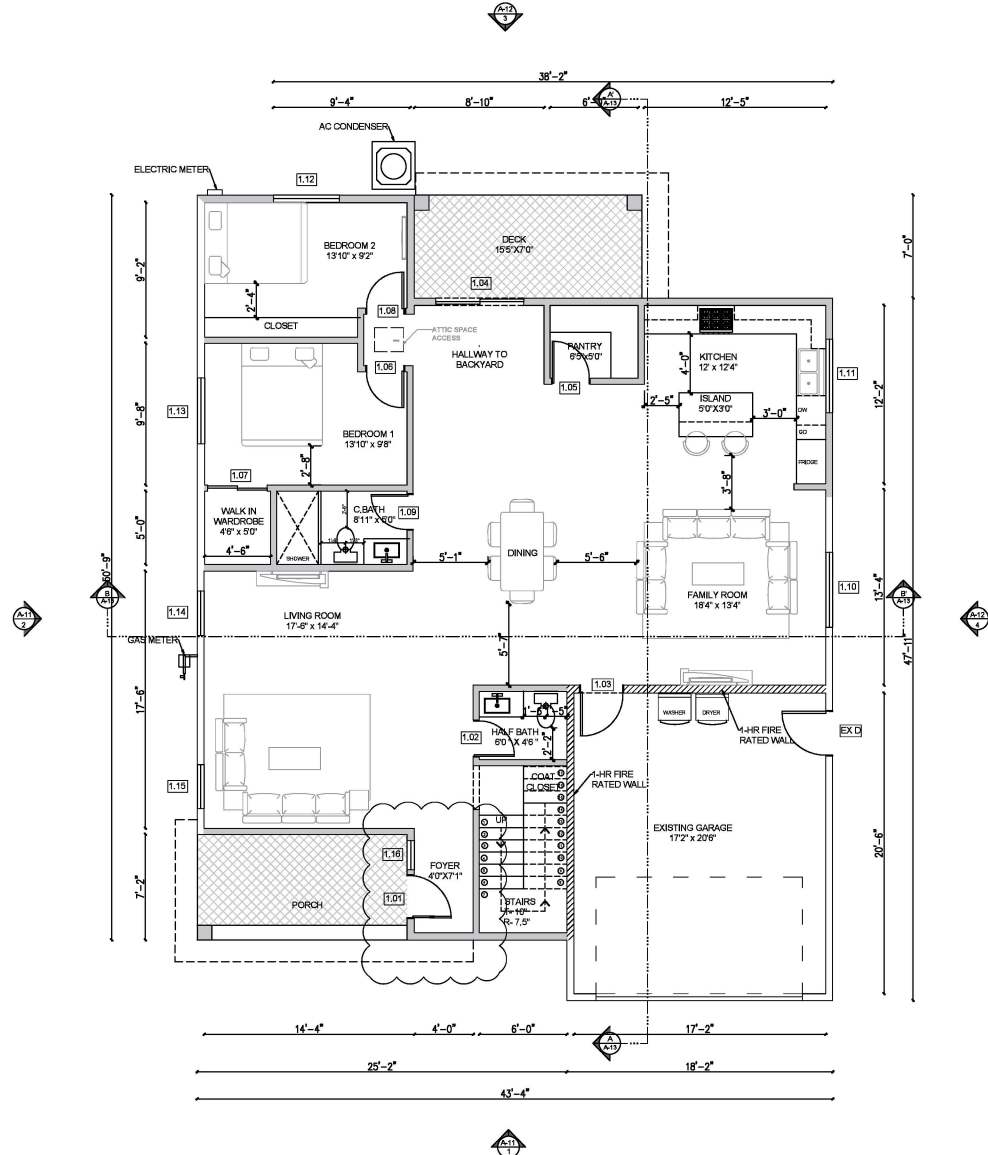 A-12
3
38'-2"
9'-4"
8'-10"
A'
A-13
12'-5"
AC CONDENSER
ELECTRIC METER
1.12
BEDROOM 2
13'10" x 9'2"
DECK
15'5"X7'0"
7'-0"
9'-2"
2'-4"
1.04
1.08
CLOSET
ATTIC SPACE
ACCESS
HALLWAY TO
BACKYARD
PANTRY
6'5"x5'0"
KITCHEN
12' x 12'4"
4'-0"
1.06
1.05
1.11
12'-2"
ISLAND
5'0"X3'0"
2'-5"
3'-0"
DW
GD
FRIDGE
1.13
9'-8"
BEDROOM 1
13'10" x 9'8"
2'-8"
3'-8"
1.07
WALK IN
WARDROBE
4'6" x 5'0"
4'-6"
5'-0"
SHOWER
C.BATH
8'11" x 5'0"
1.09
DINING
5'-1"
5'-6"
FAMILY ROOM
18'4" x 13'4"
1.10
13'-4"
B
A-13
B'
A-13
A-11
2
A-12
4
1.14
LIVING ROOM
17'-6" x 14'-4"
GAS METER
5'-7"
47'-11"
17'-6"
1.03
WASHER
DRYER
1-HR FIRE
RATED WALL
EX D
1.02
HALF BATH
6'0" X 4'6"
2'-2"
1.15
COAT
CLOSET
1-HR FIRE
RATED WALL
UP
EXISTING GARAGE
17'2" x 20'6"
20'-6"
1.16
FOYER
4'0"X7'1"
1.01
7'-2"
PORCH
STAIRS
T- 10"
R- 7.5"
14'-4"
4'-0"
6'-0"
17'-2"
A
A-13
25'-2"
18'-2"
43'-4"
A-11
1